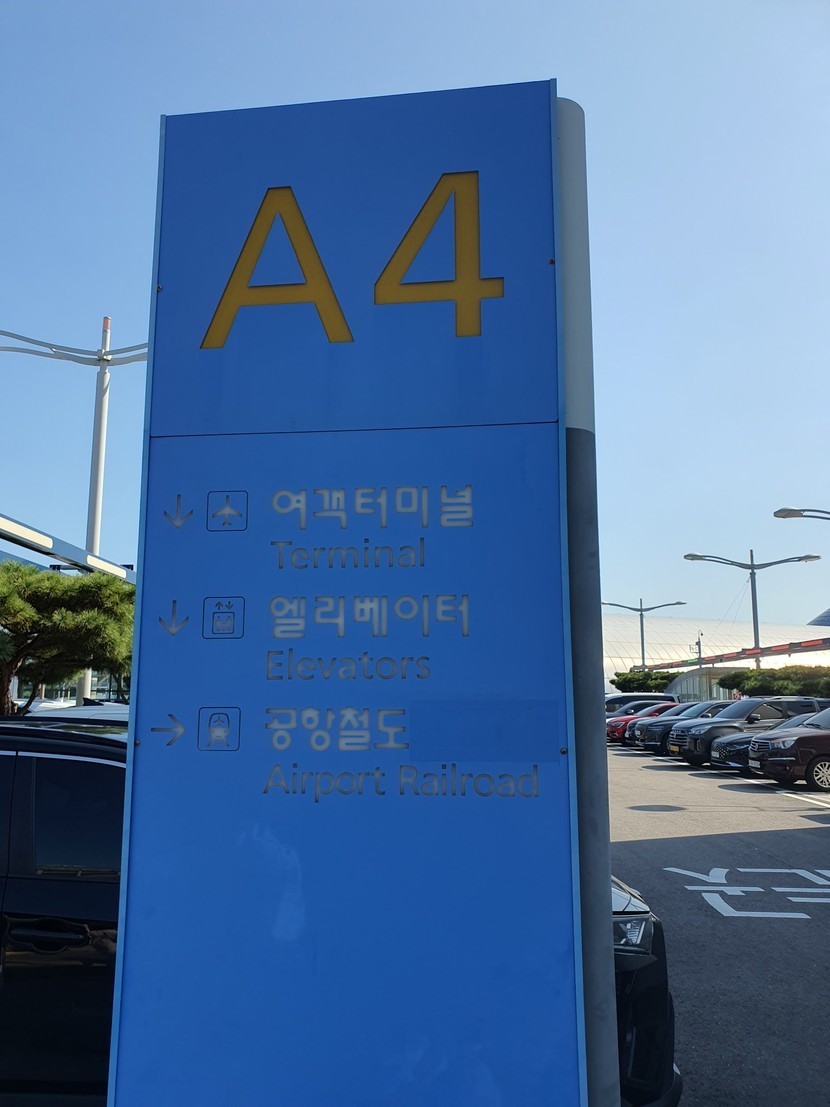 A4
여객터미널
Terminal
엘리베이터
Elevators
공항철도
Airport Railroad